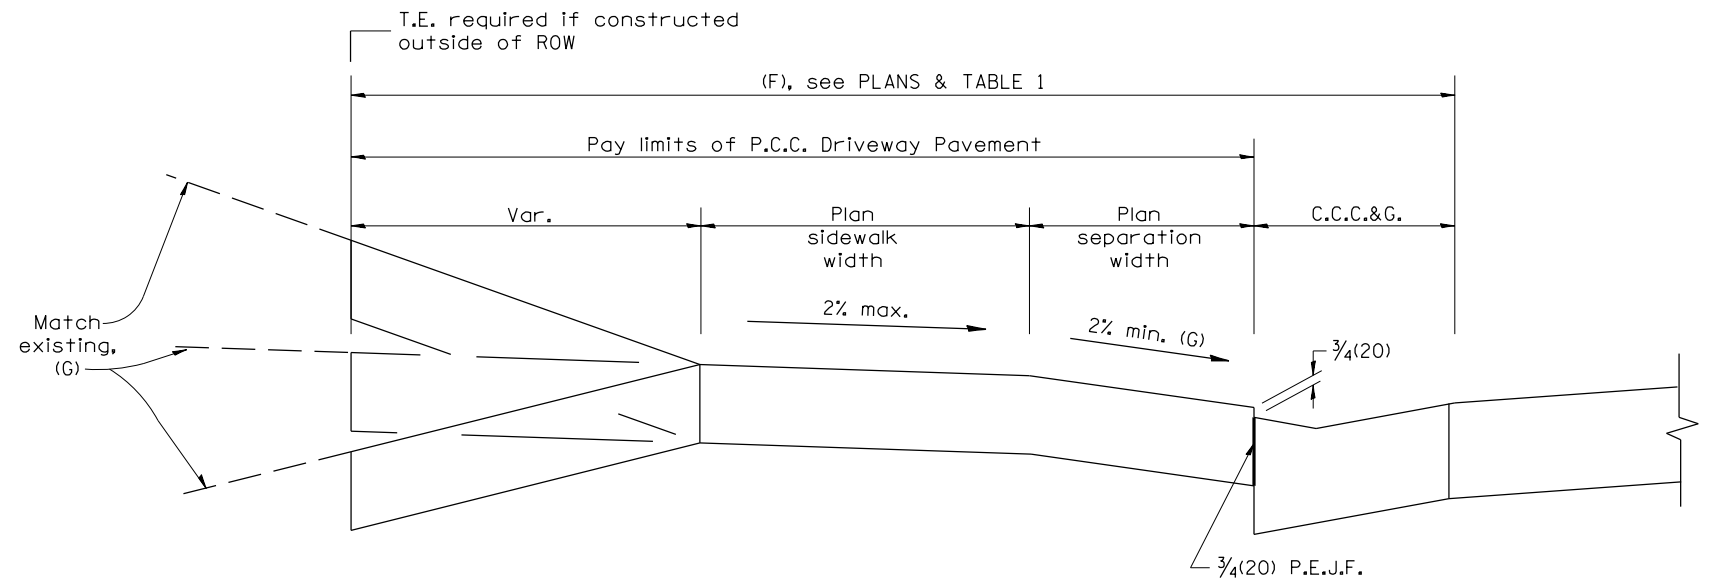 T.E. required if constructed
outside of ROW
(F), see PLANS & TABLE 1
Pay limits of P.C.C. Driveway Pavement
Var.
Plan
sidewalk
width
Plan
separation
width
C.C.C.&G.
2% max.
2% min. (G)
3/4(20)
Match
existing,
(G)
3/4(20) P.E.J.F.